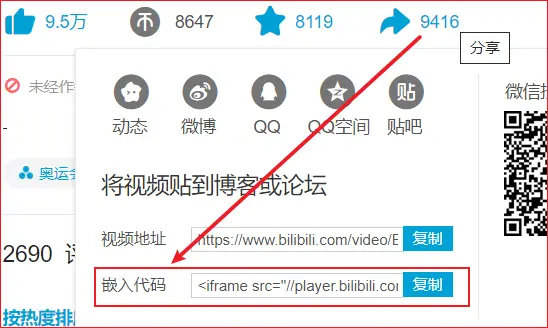 9.5万 8647 8119 9416
分享
未经作
微信扫
动态 微博 QQ QQ空间 贴吧
贴
-
奥运会
将视频贴到博客或论坛
视频地址 https://www.bilibili.com/video/B 复制
2690 评
嵌入代码 <iframe src="//player.bilibili.com 复制
按热度排序